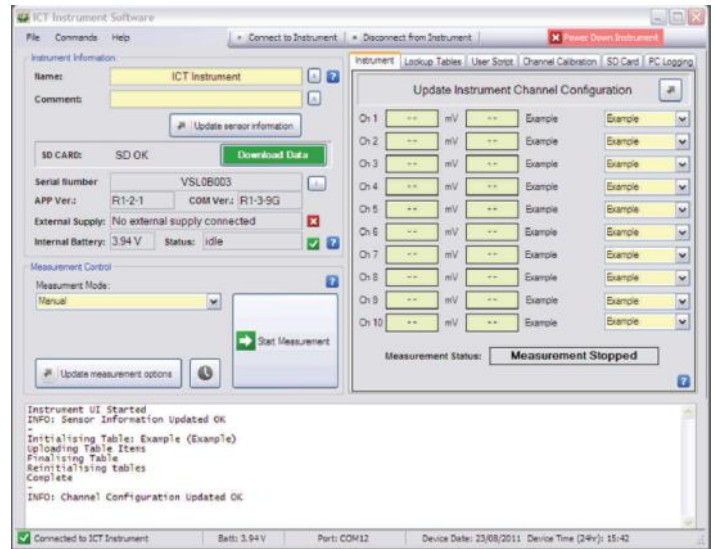 ICT Instrument Software
File Commands Help Connect to Instrument Disconnect from Instrument Power Down Instrument
Instrument Information
Name: ICT Instrument
Comment:
Update sensor information
SD CARD: SD OK Download Data
Serial Number VSL0B003
APP Ver.: R1-2-1 COM Ver.: R1-3-9G
External Supply: No external supply connected
Internal Battery: 3.94 V Status: idle
Measurement Control
Measurment Mode:
Manual
Start Measurement
Update measurement options
Instrument Lookup Tables User Script Channel Calibration SD Card PC Logging
Update Instrument Channel Configuration
Ch 1 -- mV -- Example Example
Ch 2 -- mV -- Example Example
Ch 3 -- mV -- Example Example
Ch 4 -- mV -- Example Example
Ch 5 -- mV -- Example Example
Ch 6 -- mV -- Example Example
Ch 7 -- mV -- Example Example
Ch 8 -- mV -- Example Example
Ch 9 -- mV -- Example Example
Ch 10 -- mV -- Example Example
Measurement Status: Measurement Stopped
Instrument UI Started
INFO: Sensor Information Updated OK
-
Initialising Table: Example (Example)
Uploading Table Items
Finalising Table
Reinitialising tables
Complete
-
INFO: Channel Configuration Updated OK
Connected to ICT Instrument Batt: 3.94 V Port: COM12 Device Date: 23/08/2011 Device Time (24hr): 15:42